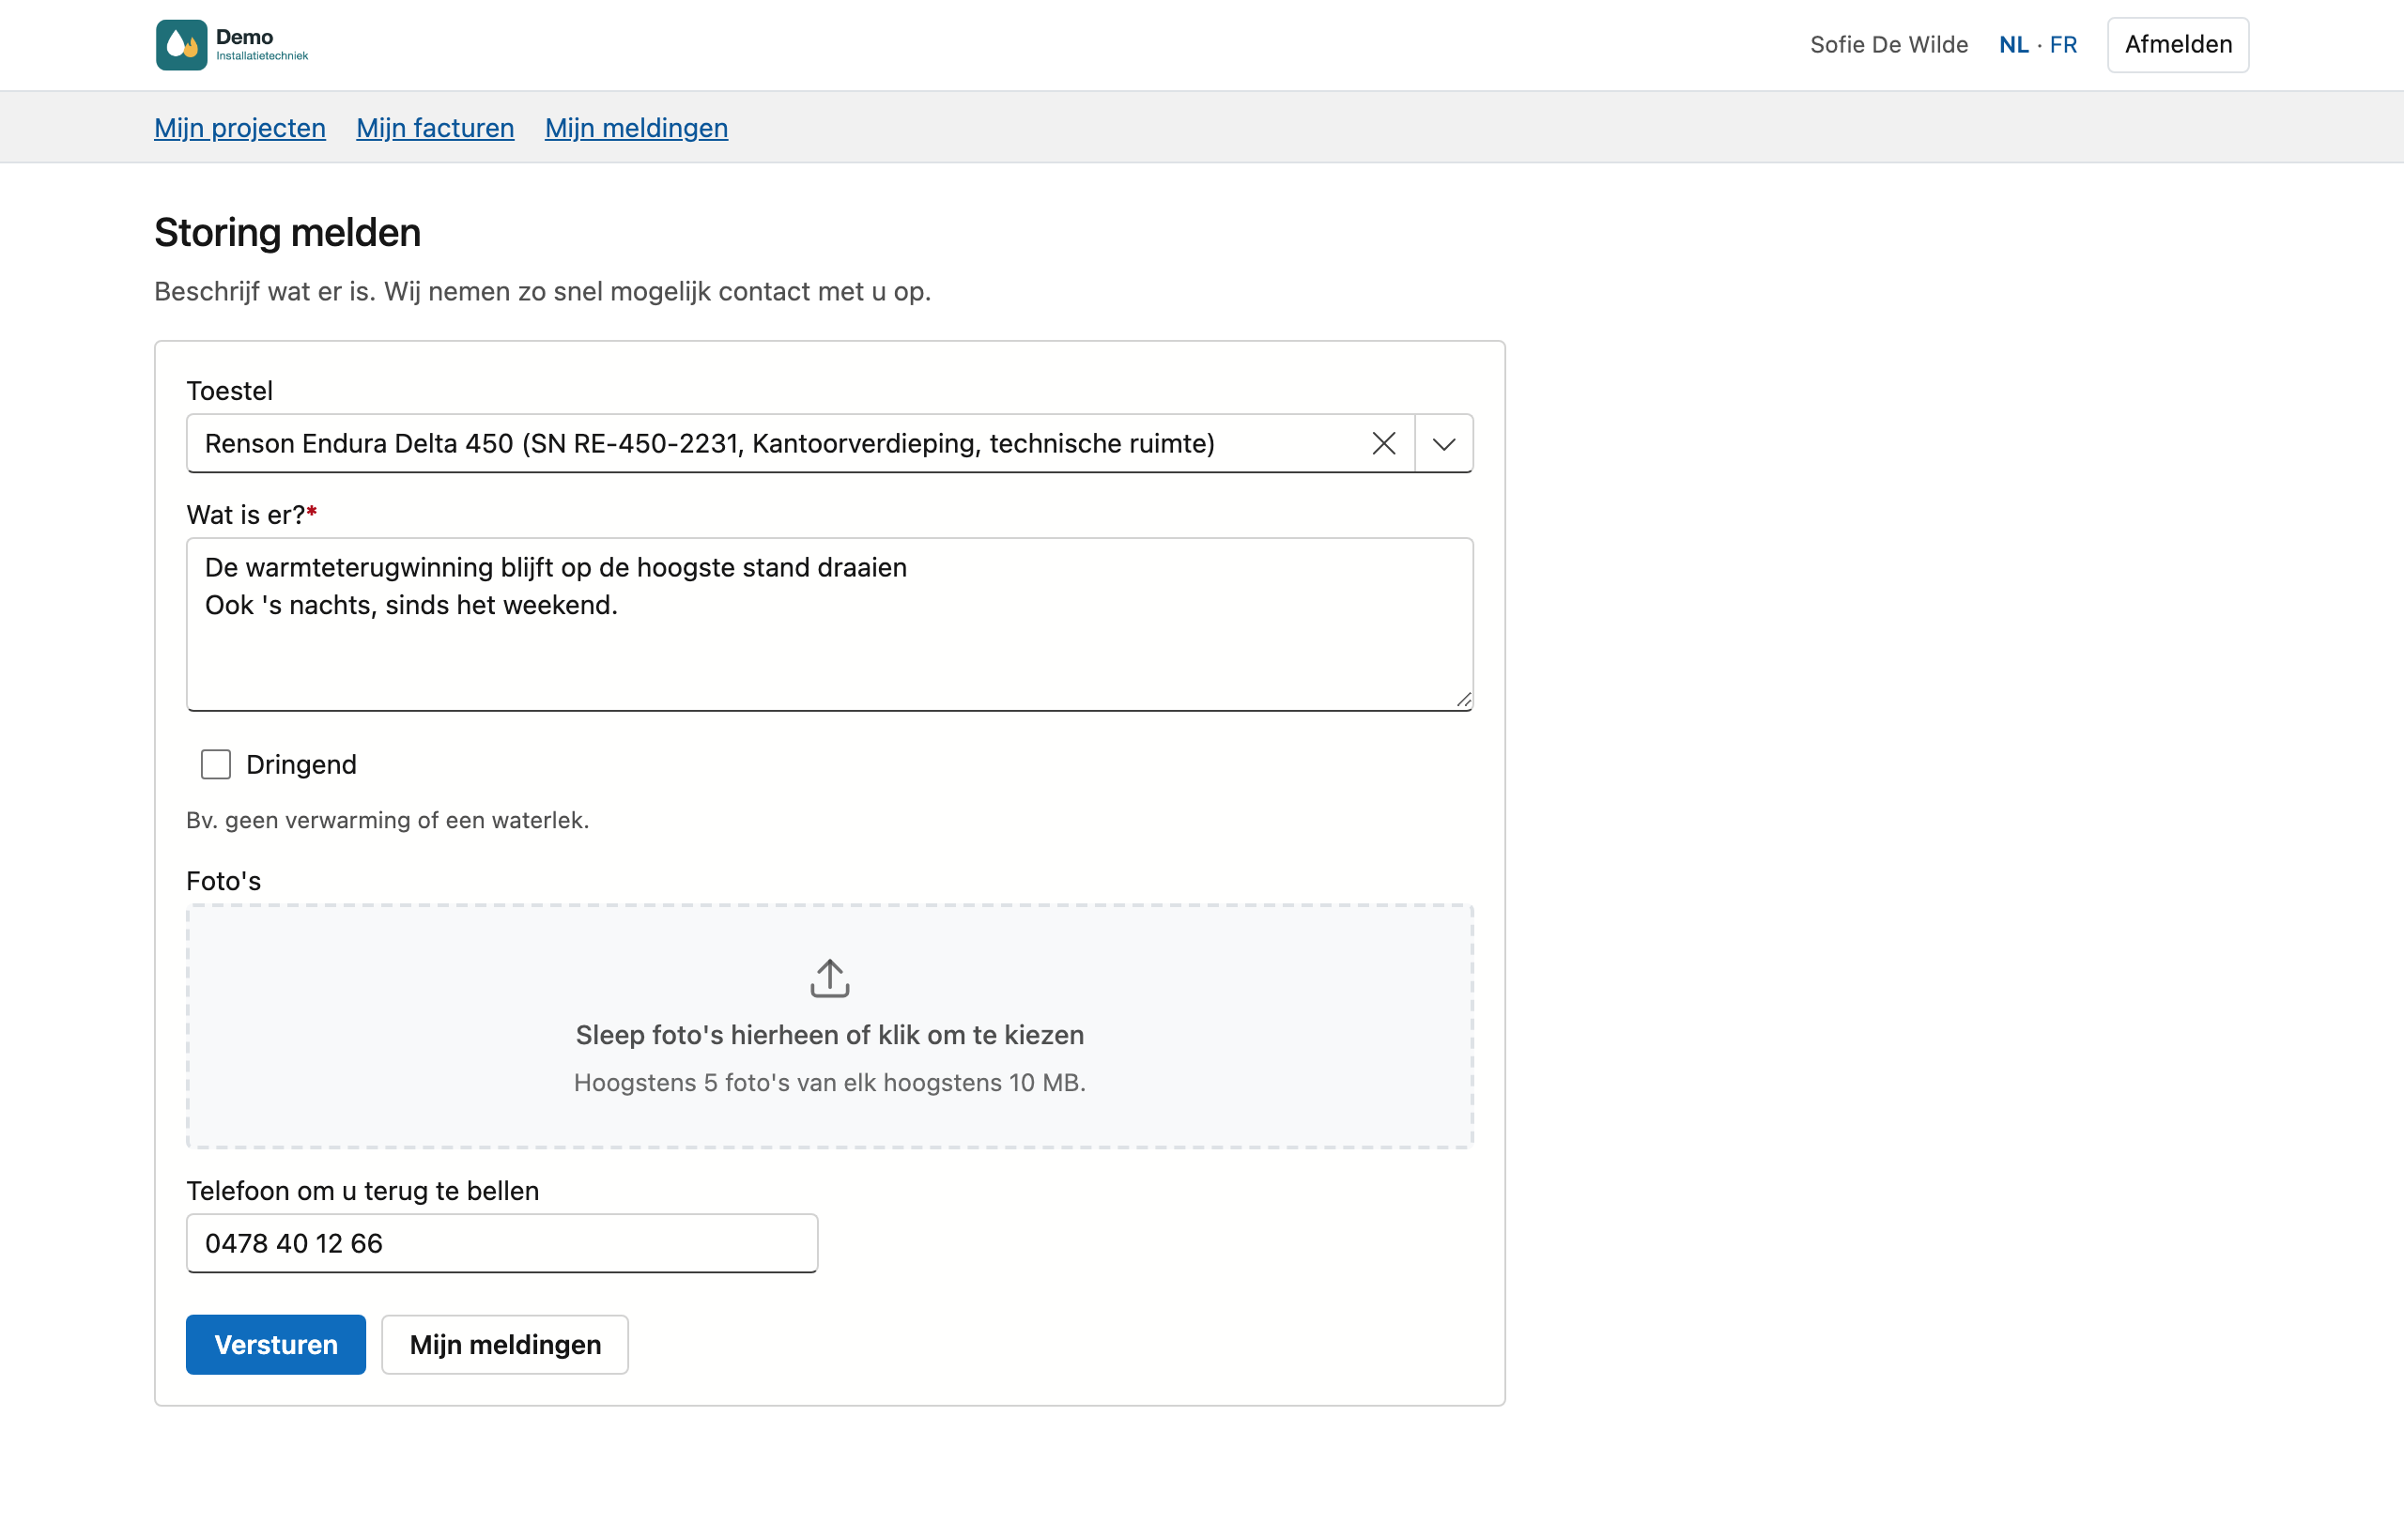 Demo
Installatietechniek
Sofie De Wilde
NL · FR
Afmelden
Mijn projecten
Mijn facturen
Mijn meldingen
Storing melden
Beschrijf wat er is. Wij nemen zo snel mogelijk contact met u op.
Toestel
Renson Endura Delta 450 (SN RE-450-2231, Kantoorverdieping, technische ruimte)
Wat is er?*
De warmteterugwinning blijft op de hoogste stand draaien
Ook 's nachts, sinds het weekend.
Dringend
Bv. geen verwarming of een waterlek.
Foto's
Sleep foto's hierheen of klik om te kiezen
Hoogstens 5 foto's van elk hoogstens 10 MB.
Telefoon om u terug te bellen
0478 40 12 66
Versturen
Mijn meldingen